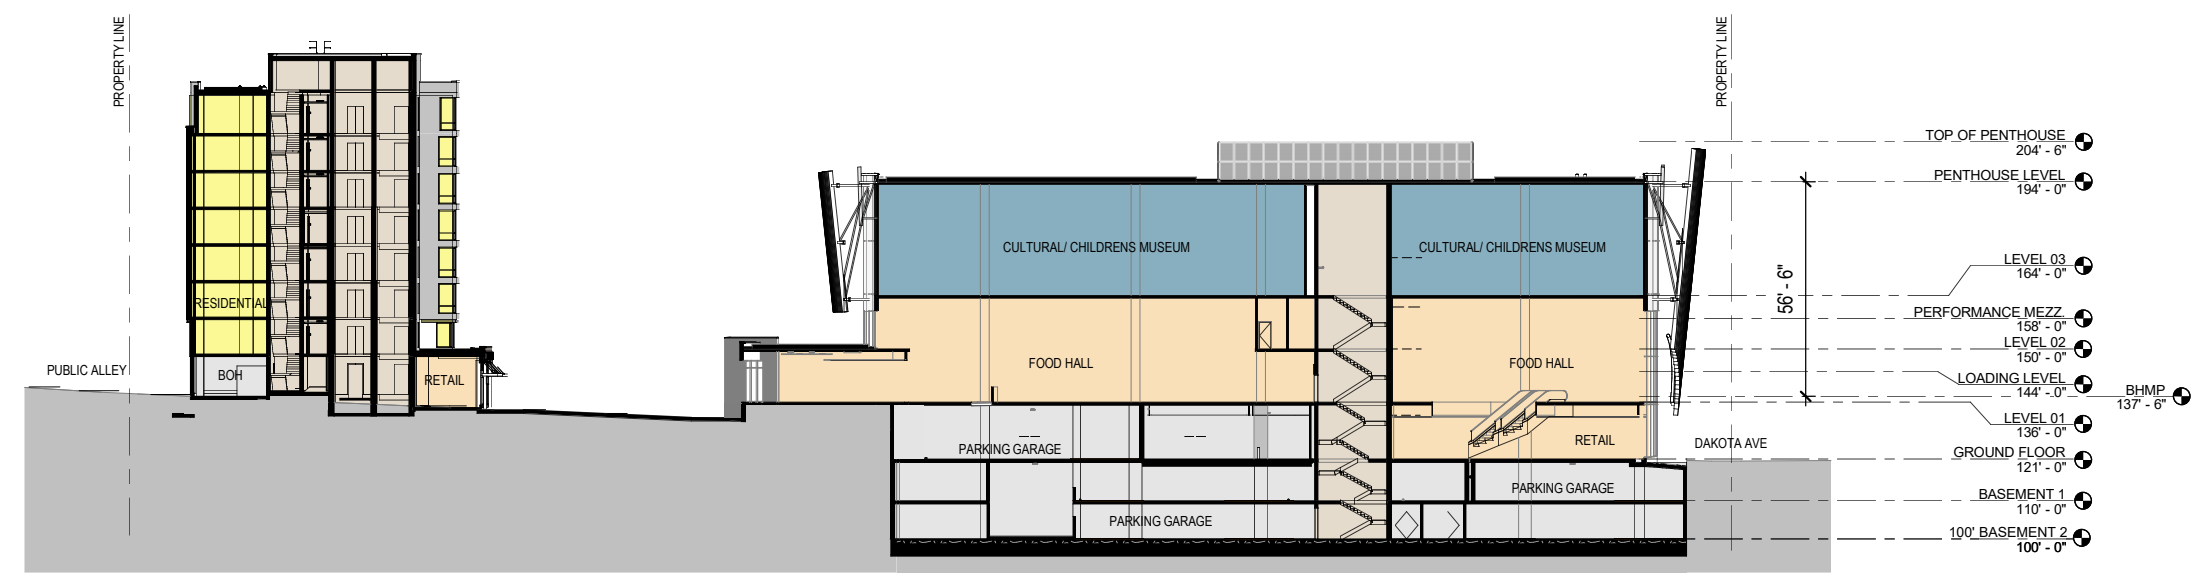 PROPERTY LINE
PROPERTY LINE
TOP OF PENTHOUSE
204' - 6"
PENTHOUSE LEVEL
194' - 0"
CULTURAL/ CHILDRENS MUSEUM
CULTURAL/ CHILDRENS MUSEUM
LEVEL 03
164' - 0"
56' - 6"
RESIDENTIAL
PERFORMANCE MEZZ.
158' - 0"
LEVEL 02
150' - 0"
PUBLIC ALLEY
BOH
RETAIL
FOOD HALL
FOOD HALL
LOADING LEVEL
144' - 0"
BHMP
137' - 6"
LEVEL 01
136' - 0"
PARKING GARAGE
RETAIL
DAKOTA AVE
GROUND FLOOR
121' - 0"
PARKING GARAGE
BASEMENT 1
110' - 0"
PARKING GARAGE
100' BASEMENT 2
100' - 0"